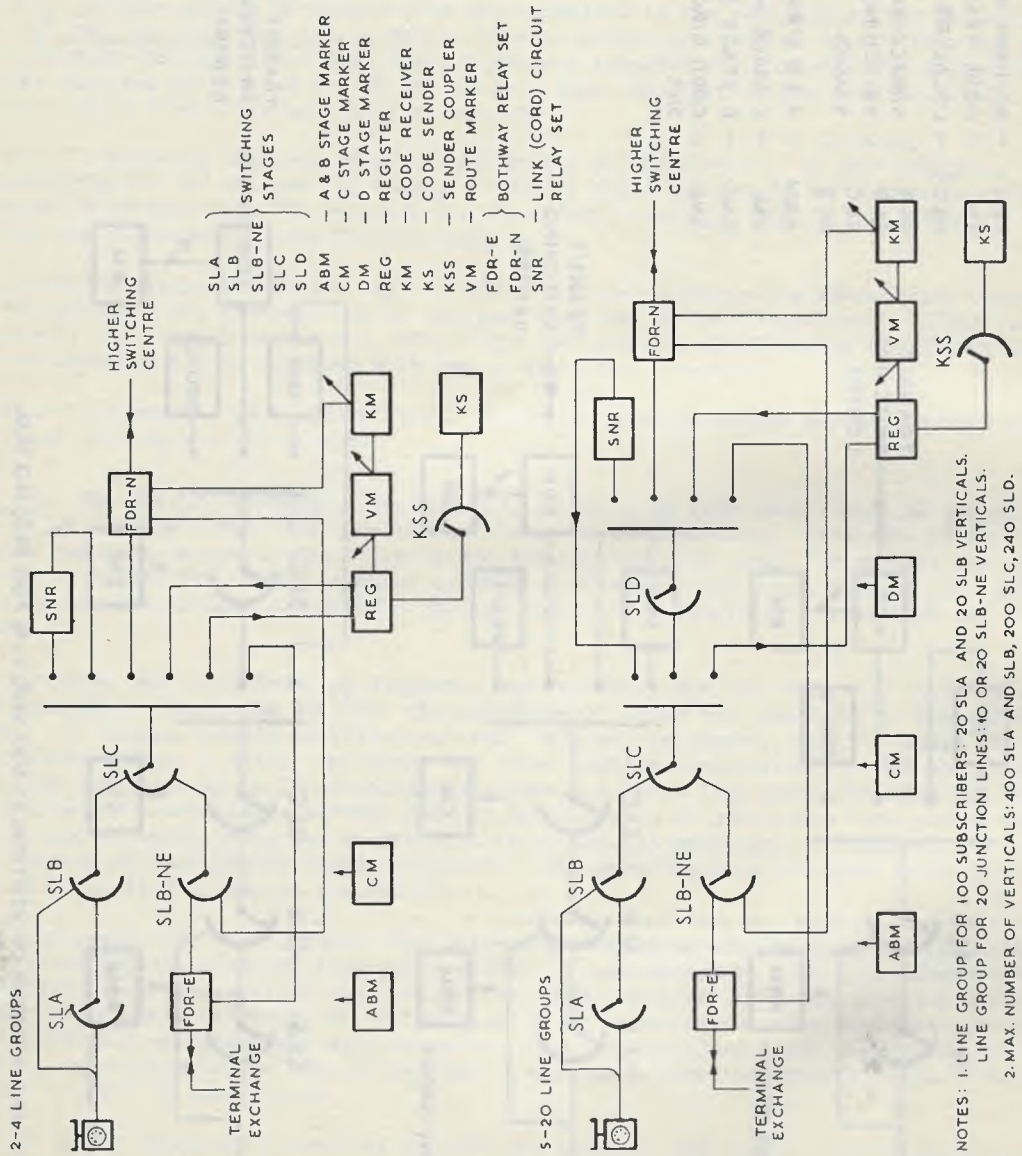 2-4 LINE GROUPS
SLA
SLB
SLC
SLB-NE
FDR-E
TERMINAL
EXCHANGE
ABM
CM
SNR
FDR-N
HIGHER
SWITCHING
CENTRE
REG
VM
KM
KSS
KS
SLA
SLB
SLB-NE
SLC
SLD
SWITCHING
STAGES
ABM — A & B STAGE MARKER
CM — C STAGE MARKER
DM — D STAGE MARKER
REG — REGISTER
KM — CODE RECEIVER
KS — CODE SENDER
KSS — SENDER COUPLER
VM — ROUTE MARKER
FDR-E
FDR-N
BOTHWAY RELAY SET
SNR — LINK (CORD) CIRCUIT
RELAY SET
5-20 LINE GROUPS
SLA
SLB
SLC
SLB-NE
FDR-E
TERMINAL
EXCHANGE
ABM
CM
DM
SLD
SNR
FDR-N
HIGHER
SWITCHING
CENTRE
REG
VM
KM
KSS
KS
NOTES: 1. LINE GROUP FOR 100 SUBSCRIBERS: 20 SLA AND 20 SLB VERTICALS.
LINE GROUP FOR 20 JUNCTION LINES: 10 OR 20 SLB-NE VERTICALS.
2. MAX. NUMBER OF VERTICALS: 400 SLA AND SLB, 200 SLC, 240 SLD.